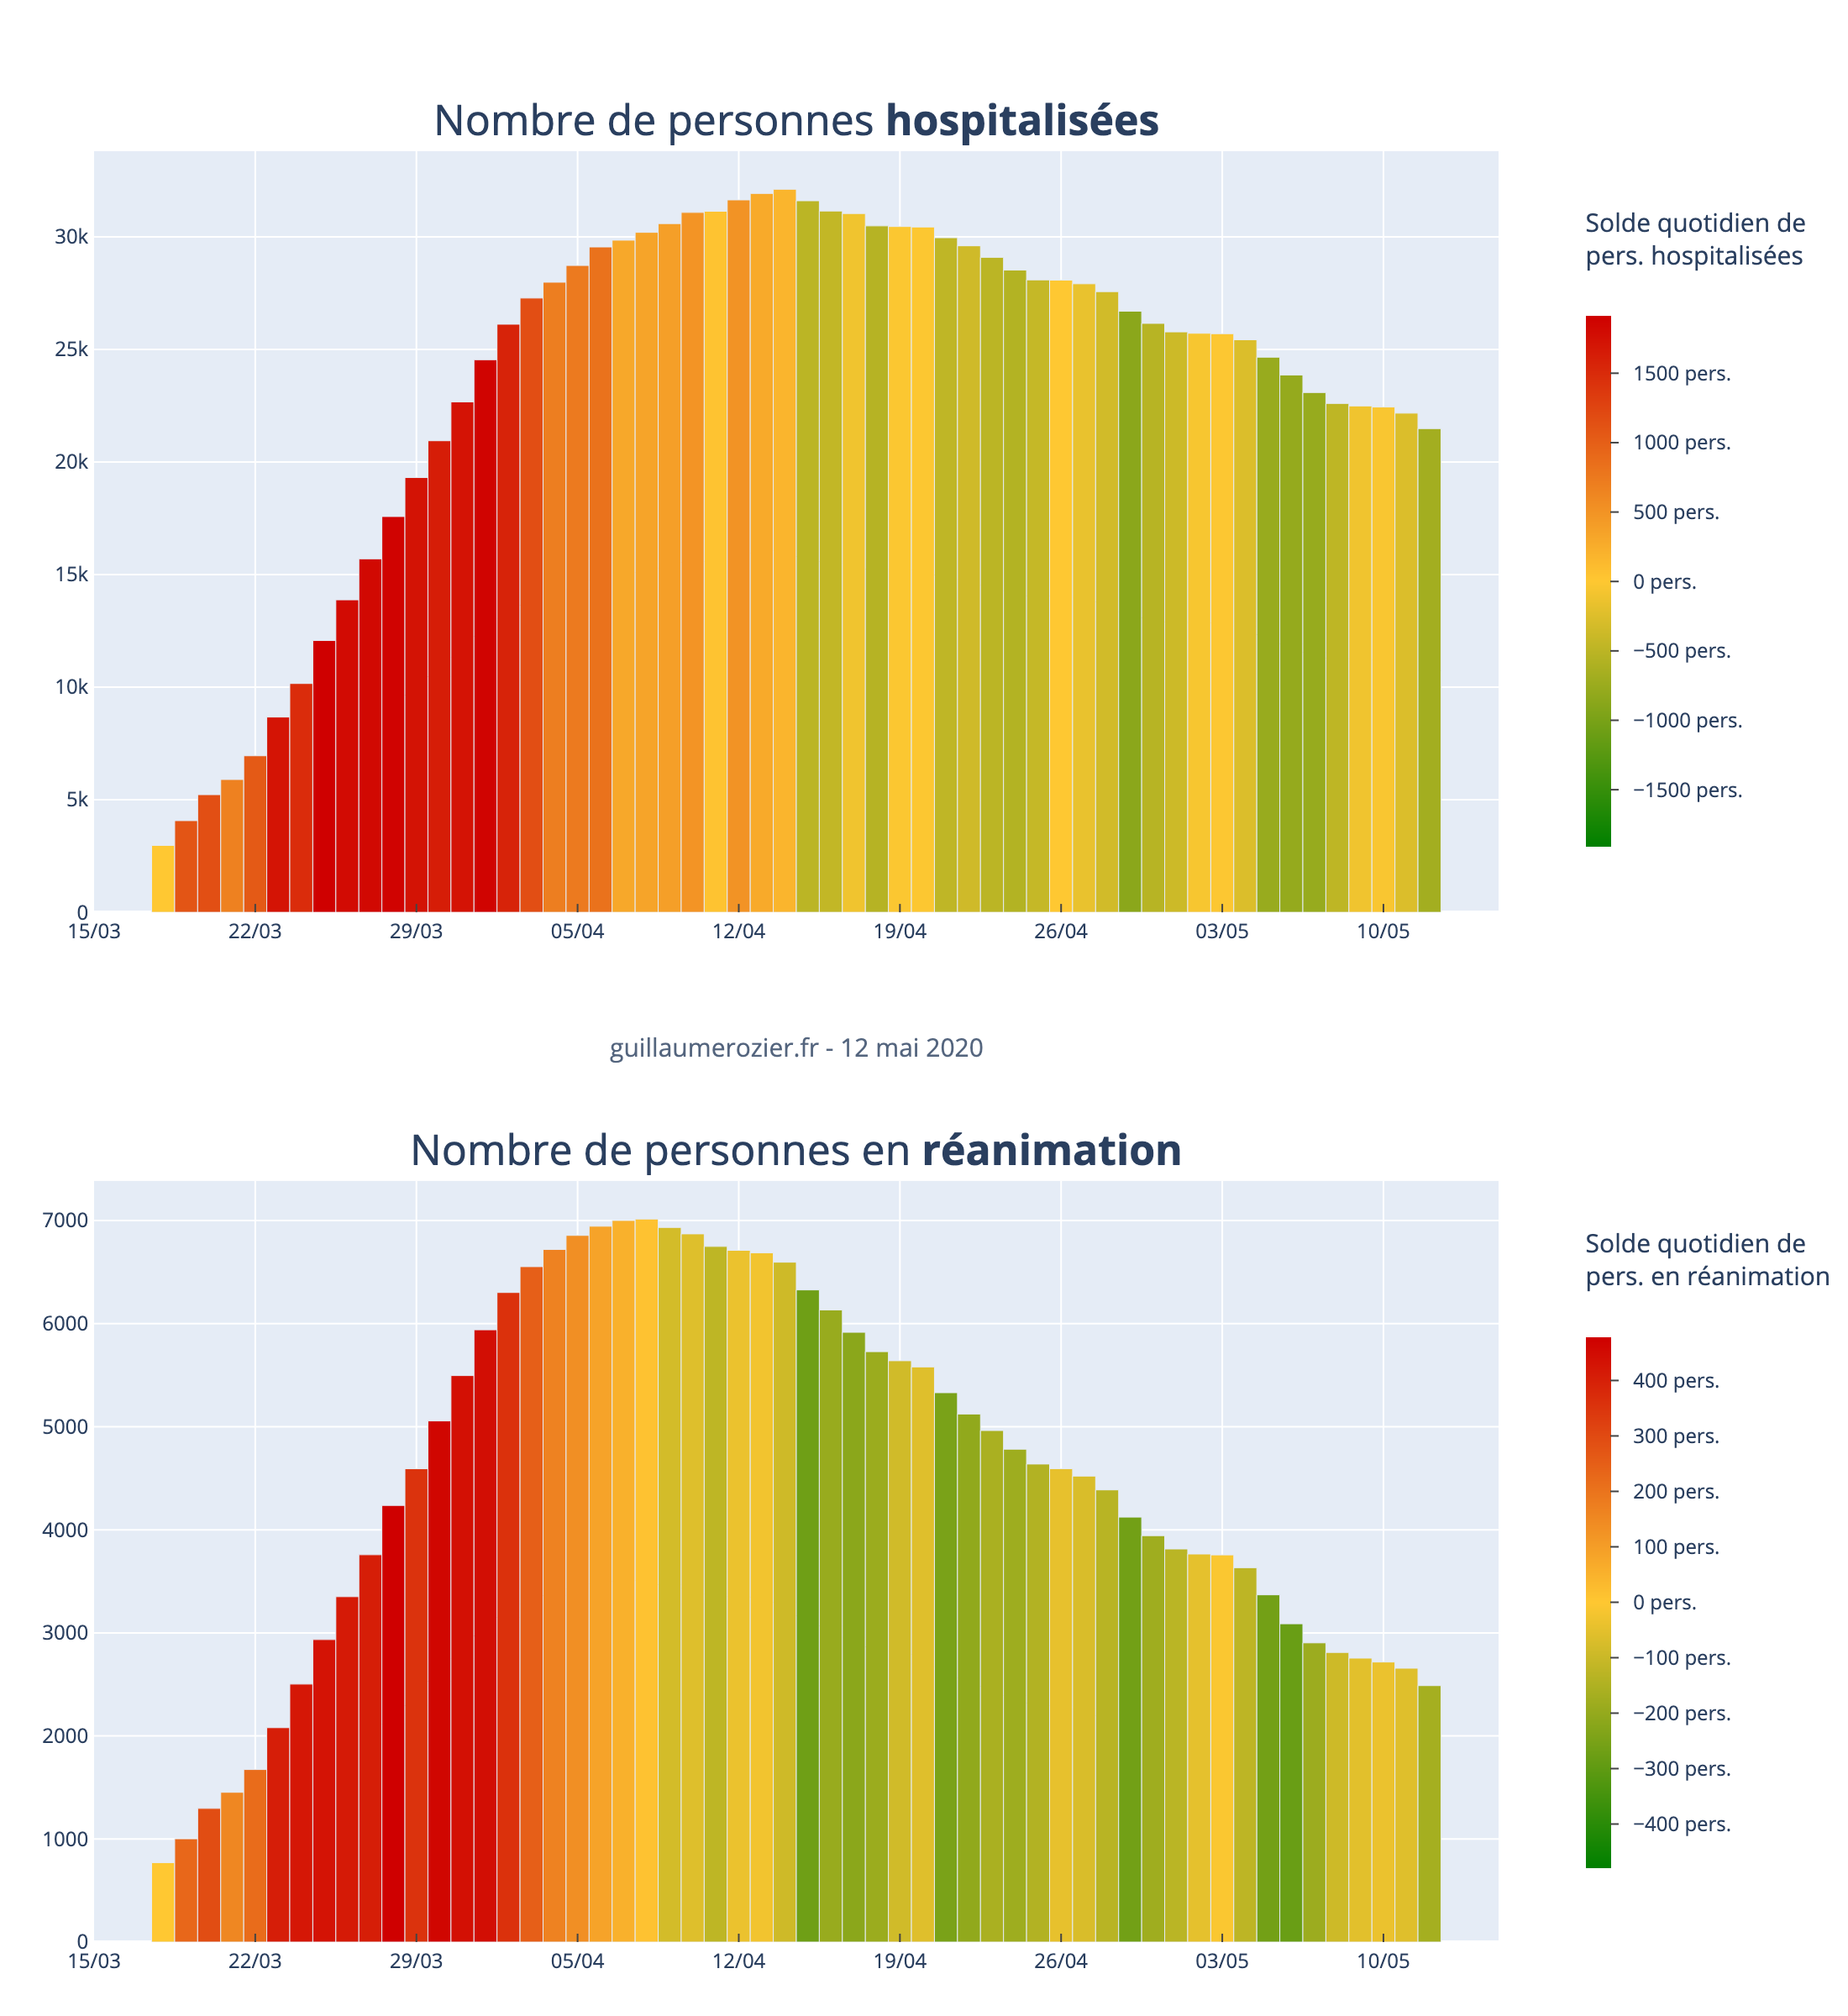 Nombre de personnes hospitalisées
Solde quotidien de
pers. hospitalisées
30k
25k
20k
15k
10k
5k
0
1500 pers.
1000 pers.
500 pers.
0 pers.
−500 pers.
−1000 pers.
−1500 pers.
15/03 22/03 29/03 05/04 12/04 19/04 26/04 03/05 10/05
guillaumerozier.fr - 12 mai 2020
Nombre de personnes en réanimation
Solde quotidien de
pers. en réanimation
7000
6000
5000
4000
3000
2000
1000
0
400 pers.
300 pers.
200 pers.
100 pers.
0 pers.
−100 pers.
−200 pers.
−300 pers.
−400 pers.
15/03 22/03 29/03 05/04 12/04 19/04 26/04 03/05 10/05